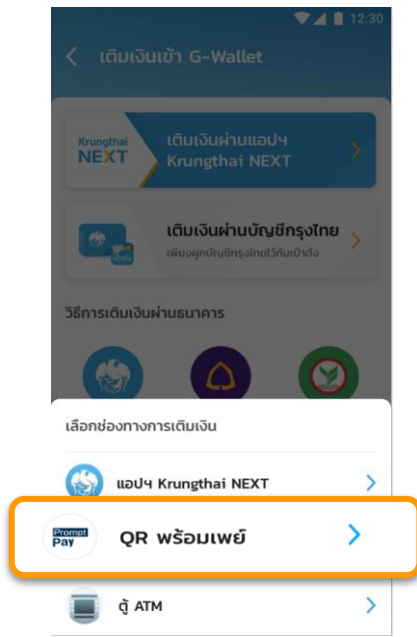 12:30
เติมเงินเข้า G-Wallet
Krungthai
NEXT
เติมเงินผ่านแอปฯ
Krungthai NEXT
เติมเงินผ่านบัญชีกรุงไทย
เพียงผูกบัญชีกรุงไทยไว้กับเป๋าตัง
เป๋าตัง
วิธีการเติมเงินผ่านธนาคาร
เลือกช่องทางการเติมเงิน
แอปฯ Krungthai NEXT
Prompt
Pay
QR พร้อมเพย์
ตู้ ATM